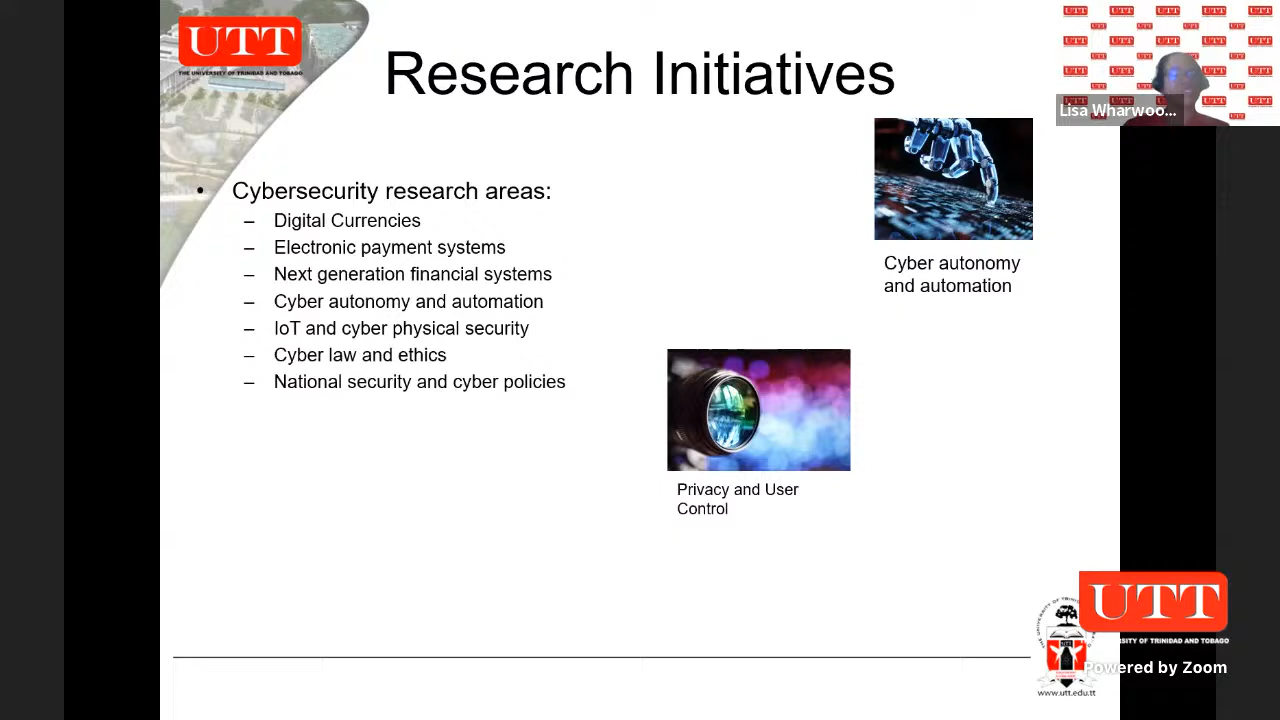 UTT
THE UNIVERSITY OF TRINIDAD AND TOBAGO
Research Initiatives
Lisa Wharwoo...
• Cybersecurity research areas:
– Digital Currencies
– Electronic payment systems
– Next generation financial systems
– Cyber autonomy and automation
– IoT and cyber physical security
– Cyber law and ethics
– National security and cyber policies
Cyber autonomy
and automation
Privacy and User
Control
UTT
OF TRINIDAD AND TOBAGO
Powered by Zoom
www.utt.edu.tt